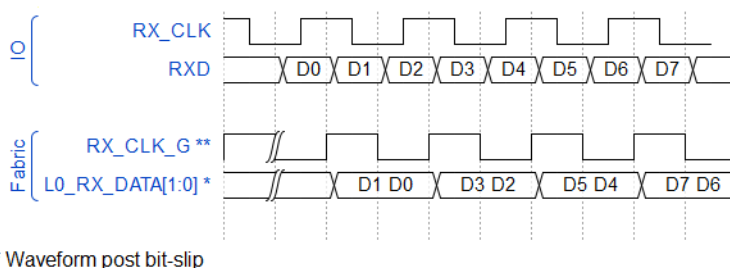 IO
RX_CLK
RXD
D0 D1 D2 D3 D4 D5 D6 D7
Fabric
RX_CLK_G **
L0_RX_DATA[1:0] *
D1 D0 D3 D2 D5 D4 D7 D6
Waveform post bit-slip